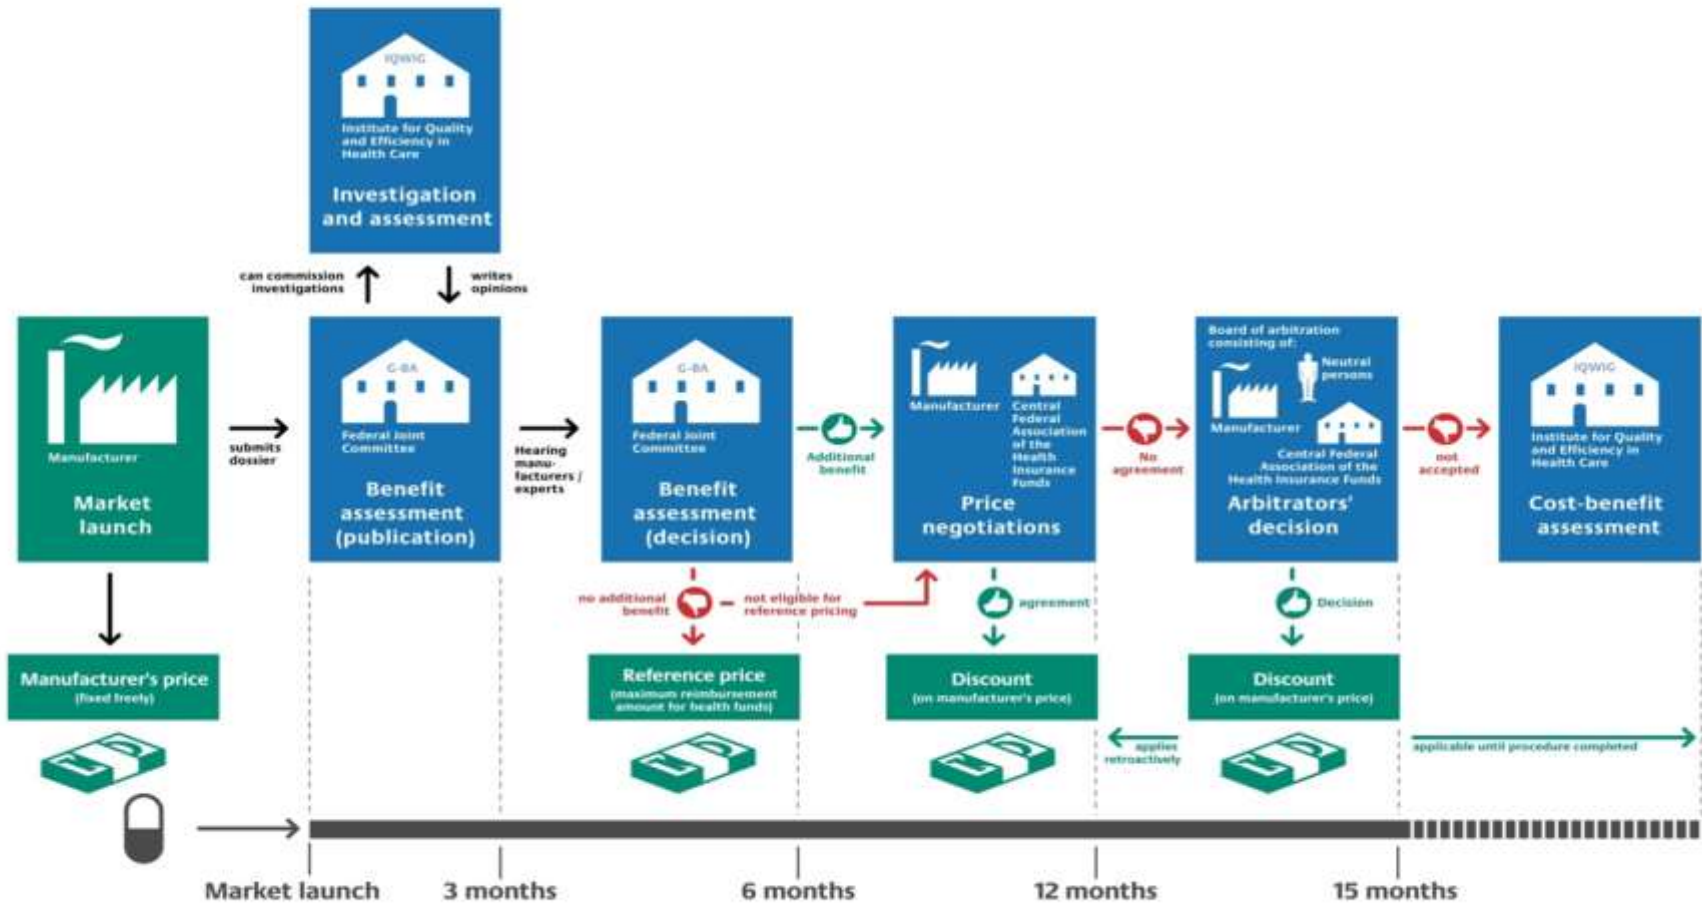 IQWIG
Institute for Quality
and Efficiency in
Health Care
Investigation
and assessment
can commission
investigations
writes
opinions
Manufacturer
Market
launch
submits
dossier
G-BA
Federal Joint
Committee
Benefit
assessment
(publication)
Hearing
manu-
facturers /
experts
G-BA
Federal Joint
Committee
Benefit
assessment
(decision)
Additional
benefit
Manufacturer
Central
Federal
Association
of the
Health
Insurance
Funds
Price
negotiations
No
agreement
Board of arbitration
consisting of:
Neutral
persons
Manufacturer
Central Federal
Association of the
Health Insurance Funds
Arbitrators'
decision
not
accepted
IQWIG
Institute for Quality
and Efficiency in
Health Care
Cost-benefit
assessment
no additional
benefit
not eligible for
reference pricing
agreement
Decision
Manufacturer's price
(fixed freely)
Reference price
(maximum reimbursement
amount for health funds)
Discount
(on manufacturer's price)
Discount
(on manufacturer's price)
applies
retroactively
applicable until procedure completed
Market launch
3 months
6 months
12 months
15 months